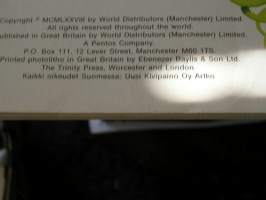 Copyright © MCMLXXVIII by World Distributors (Manchester) Limited.
All rights reserved throughout the world.
Published in Great Britain by World Distributors (Manchester) Limited.
A Pentos Company.
P.O. Box 111, 12 Lever Street, Manchester M60 1TS.
Printed photolitho in Great Britain by Ebenezer Baylis & Son Ltd.
The Trinity Press, Worcester and London.
Kaikki oikeudet Suomessa: Uusi Kivipaino Oy Artko